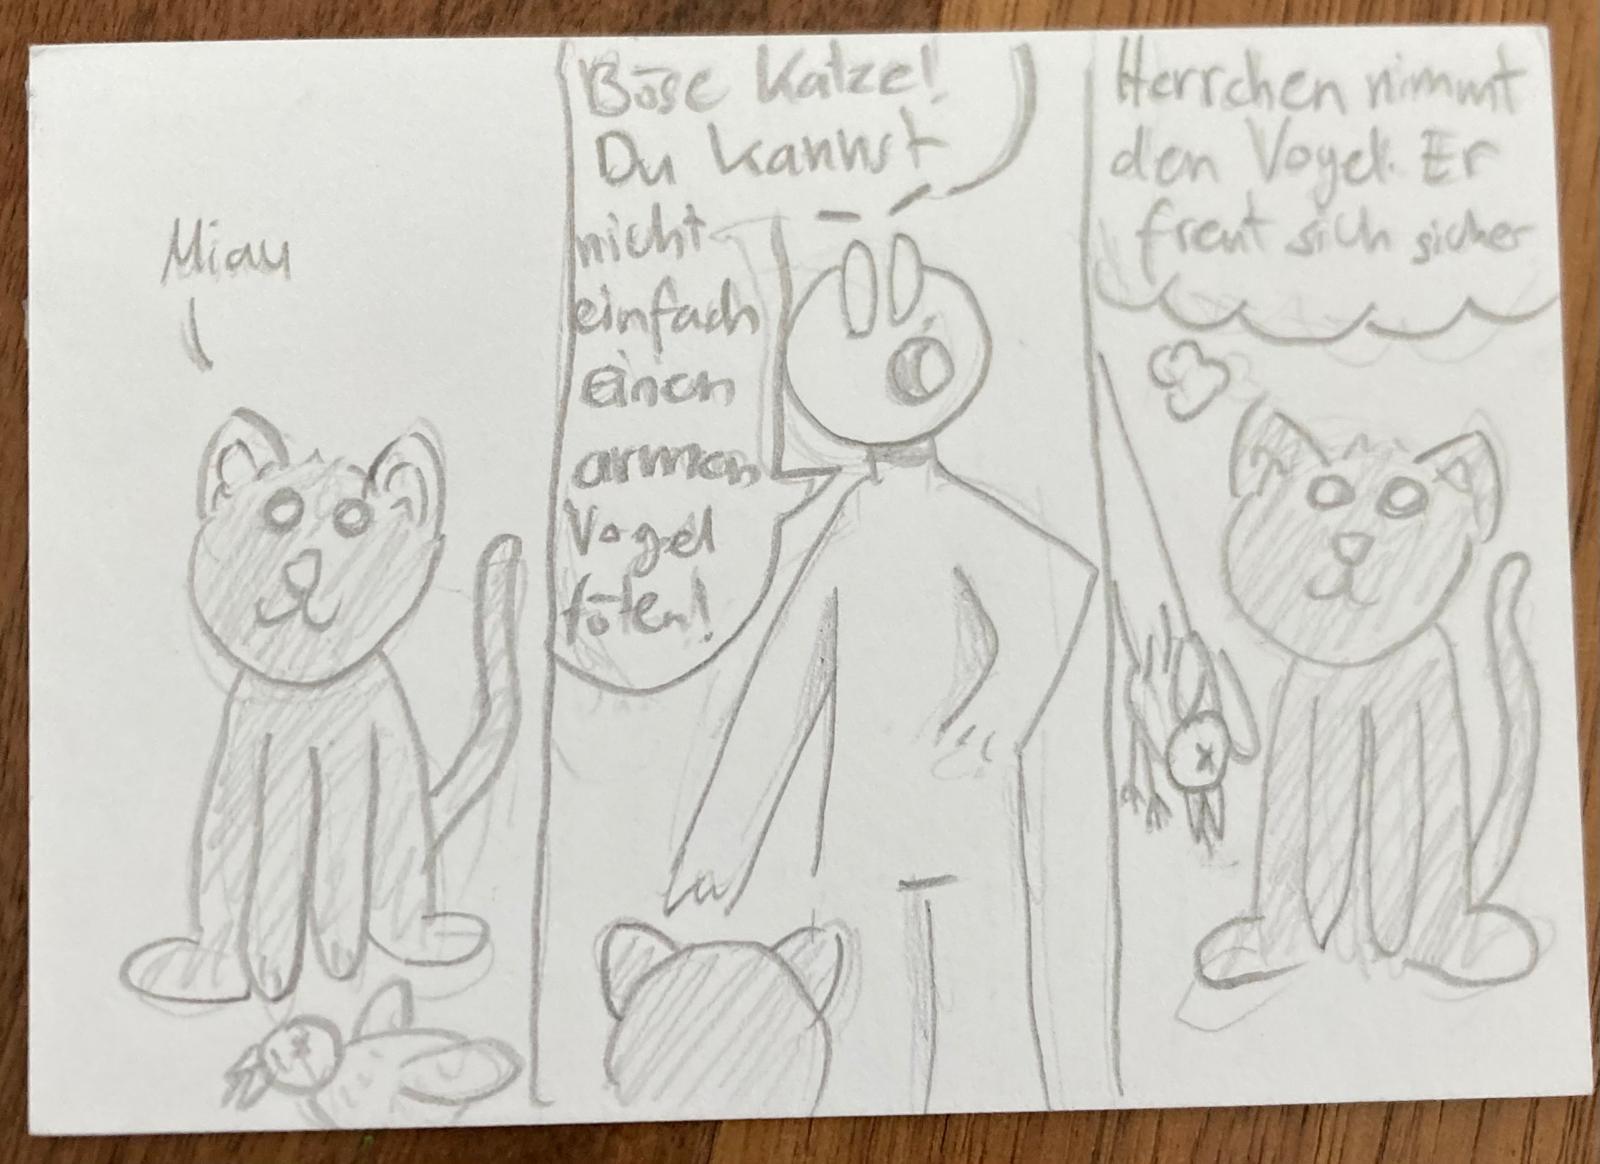 Miau
Böse Katze!
Du kannst
nicht
einfach
einen
armen
Vogel
töten!
Herrchen nimmt
den Vogel. Er
freut sich sicher